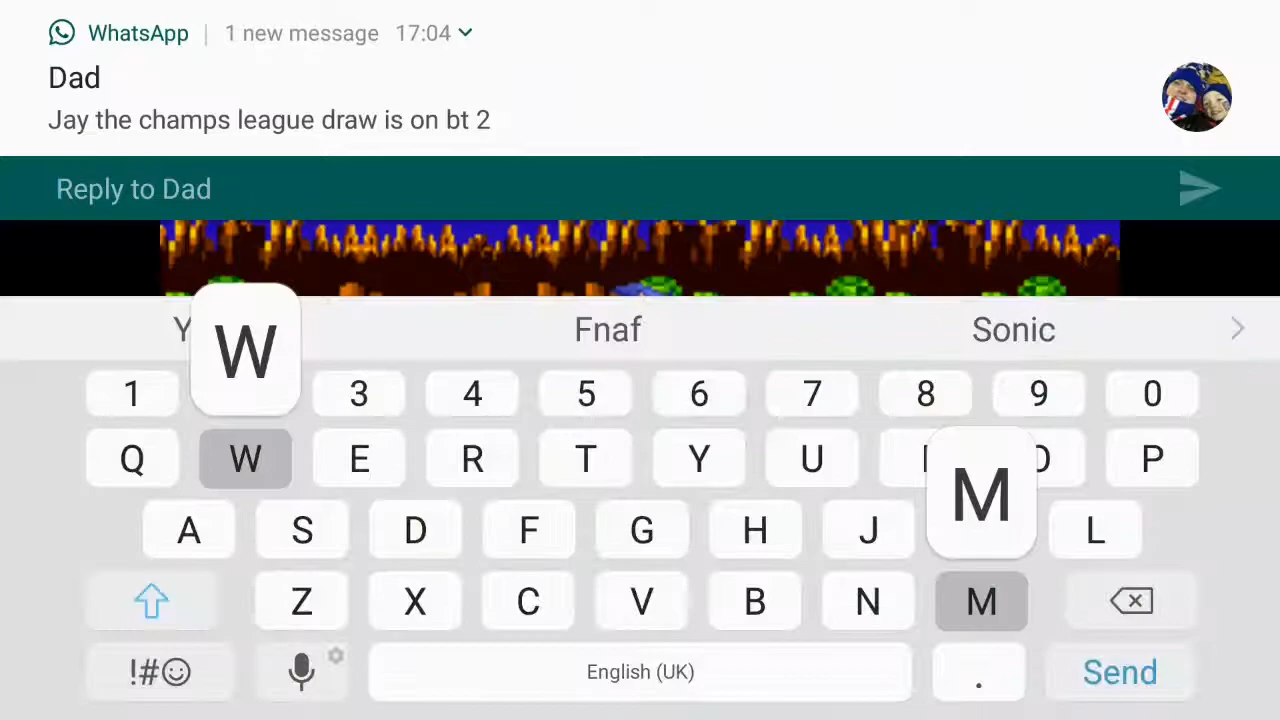 WhatsApp | 1 new message 17:04
Dad
Jay the champs league draw is on bt 2
Reply to Dad
Fnaf Sonic
W
1 3 4 5 6 7 8 9 0
Q W E R T Y U P
M
A S D F G H J L
Z X C V B N M
!#☺ English (UK) . Send